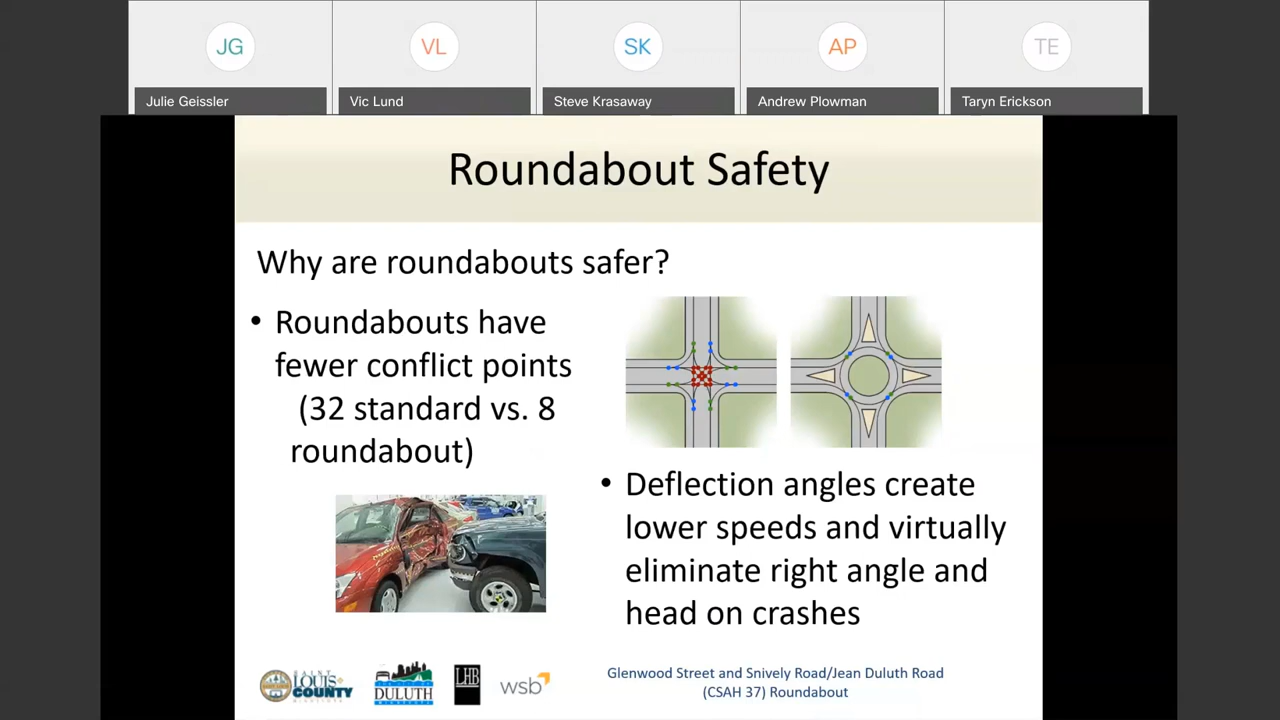 JG
VL
SK
AP
TE
Julie Geissler
Vic Lund
Steve Krasaway
Andrew Plowman
Taryn Erickson
Roundabout Safety
Why are roundabouts safer?
• Roundabouts have
fewer conflict points
(32 standard vs. 8
roundabout)
• Deflection angles create
lower speeds and virtually
eliminate right angle and
head on crashes
SAINT
LOUIS
COUNTY
DULUTH
LHB
wsb
Glenwood Street and Snively Road/Jean Duluth Road
(CSAH 37) Roundabout